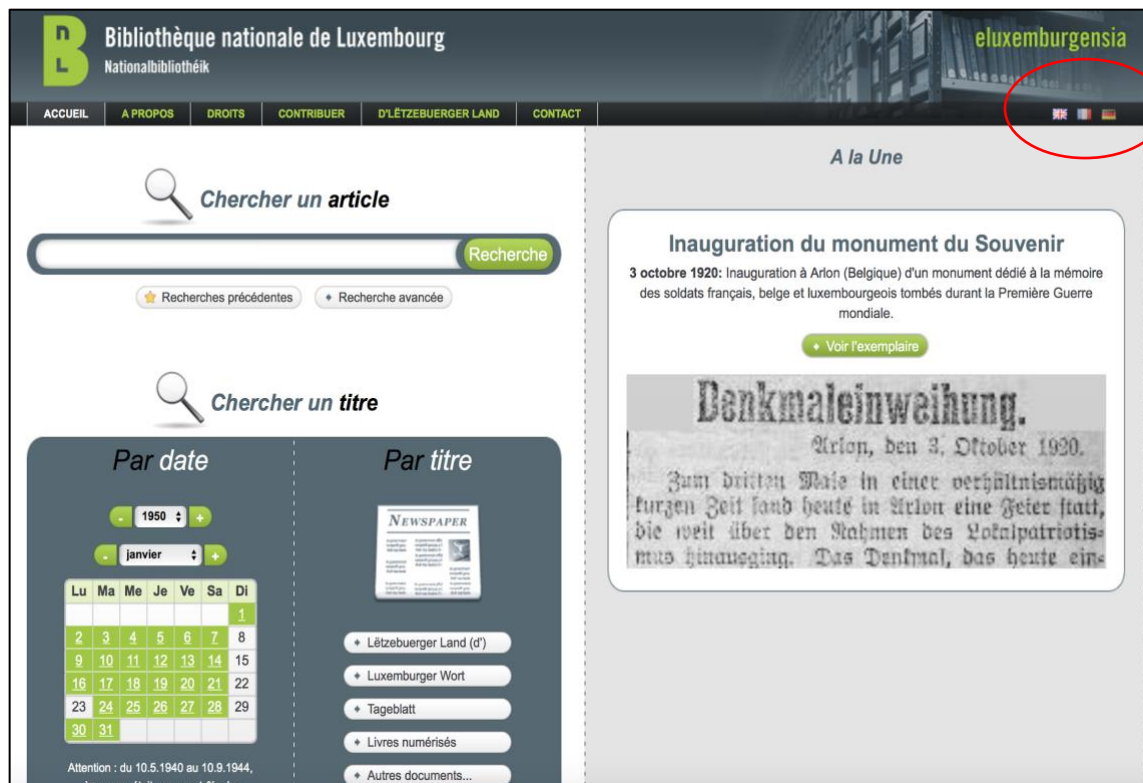 n
B
L
Bibliothèque nationale de Luxembourg
Nationalbibliothéik
eluxemburgensia
ACCUEIL A PROPOS DROITS CONTRIBUER D'LËTZEBUERGER LAND CONTACT
Chercher un article
Recherche
Recherches précédentes Recherche avancée
Chercher un titre
Par date
- 1950 +
- janvier +
Lu Ma Me Je Ve Sa Di
1
2 3 4 5 6 7 8
9 10 11 12 13 14 15
16 17 18 19 20 21 22
23 24 25 26 27 28 29
30 31
Attention : du 10.5.1940 au 10.9.1944,
Par titre
NEWSPAPER
Lëtzebuerger Land (d')
Luxemburger Wort
Tageblatt
Livres numérisés
Autres documents...
A la Une
Inauguration du monument du Souvenir
3 octobre 1920: Inauguration à Arlon (Belgique) d'un monument dédié à la mémoire
des soldats français, belge et luxembourgeois tombés durant la Première Guerre
mondiale.
Voir l'exemplaire
Denkmaleinweihung.
Arlon, den 3. Oktober 1920.
Zum dritten Male in einer verhältnismäßig
kurzen Zeit fand heute in Arlon eine Feier statt,
die weit über den Rahmen des Lokalpatriotis-
mus hinausging. Das Denkmal, das heute ein-